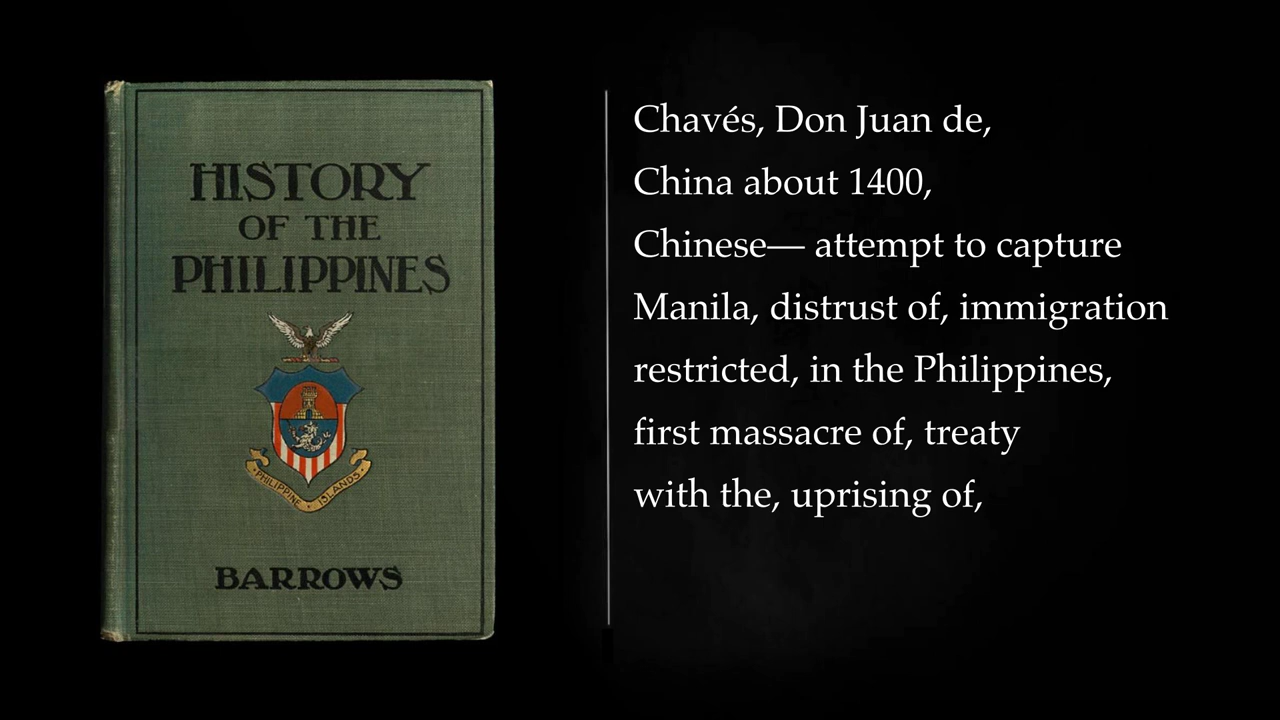 HISTORY
OF THE
PHILIPPINES
PHILIPPINE ISLANDS
BARROWS
Chavés, Don Juan de,
China about 1400,
Chinese— attempt to capture
Manila, distrust of, immigration
restricted, in the Philippines,
first massacre of, treaty
with the, uprising of,